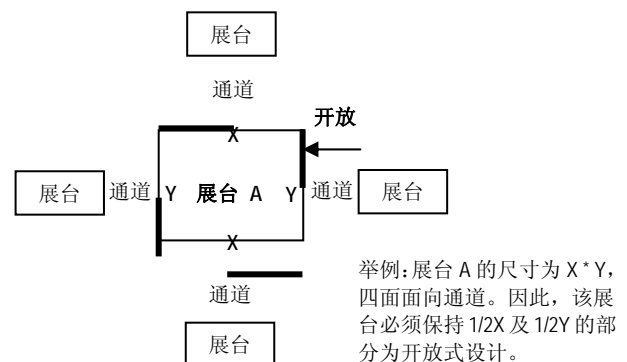 展台
通道
开放
X
展台
通道
Y
展台 A
Y
通道
展台
X
通道
展台
举例:展台 A 的尺寸为 X * Y,
四面面向通道。因此，该展
台必须保持 1/2X 及 1/2Y 的部
分为开放式设计。